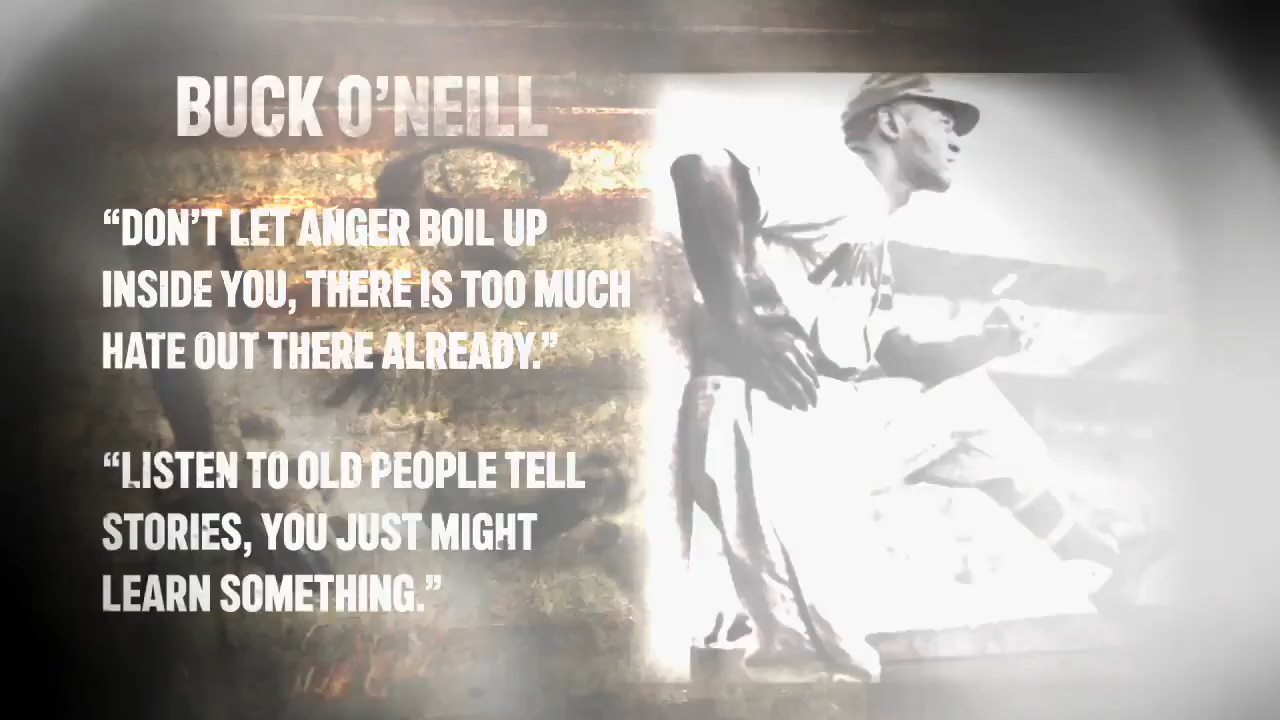 BUCK O’NEILL
“DON’T LET ANGER BOIL UP
INSIDE YOU, THERE IS TOO MUCH
HATE OUT THERE ALREADY.”
“LISTEN TO OLD PEOPLE TELL
STORIES, YOU JUST MIGHT
LEARN SOMETHING.”